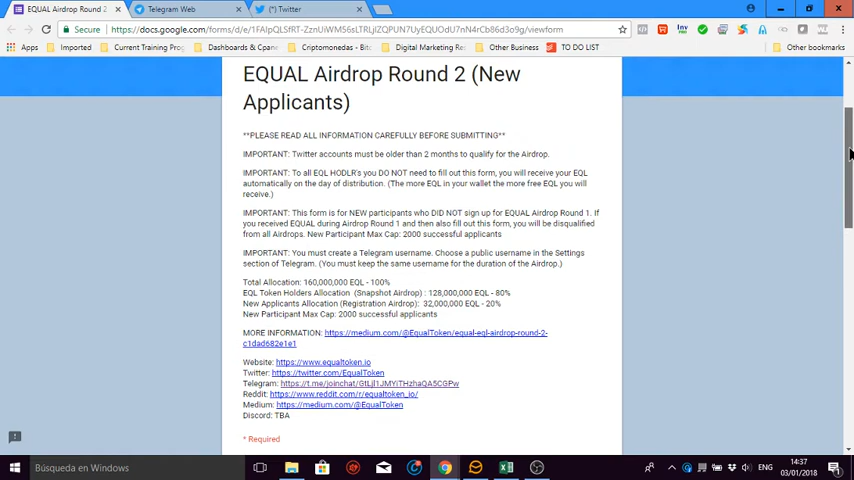 EQUAL Airdrop Round 2
Telegram Web
(*) Twitter
Secure
https://docs.google.com/forms/d/e/1FAIpQLSfRT-ZznUiWM56sLTRLjlZQPUN7UyEQUOdU7nN4rCb86d3o9g/viewform
Apps
Imported
Current Training Prog
Dashboards & Cpane
Criptomonedas - Bount
Digital Marketing Res
Other Business
TO DO LIST
Other bookmarks
EQUAL Airdrop Round 2 (New
Applicants)
**PLEASE READ ALL INFORMATION CAREFULLY BEFORE SUBMITTING**
IMPORTANT: Twitter accounts must be older than 2 months to qualify for the Airdrop.
IMPORTANT: To all EQL HODLR's you DO NOT need to fill out this form, you will receive your EQL
automatically on the day of distribution. (The more EQL in your wallet the more free EQL you will
receive.)
IMPORTANT: This form is for NEW participants who DID NOT sign up for EQUAL Airdrop Round 1. If
you received EQUAL during Airdrop Round 1 and then also fill out this form, you will be disqualified
from all Airdrops. New Participant Max Cap: 2000 successful applicants
IMPORTANT: You must create a Telegram username. Choose a public username in the Settings
section of Telegram. (You must keep the same username for the duration of the Airdrop.)
Total Allocation: 160,000,000 EQL - 100%
EQL Token Holders Allocation (Snapshot Airdrop) : 128,000,000 EQL - 80%
New Applicants Allocation (Registration Airdrop): 32,000,000 EQL - 20%
New Participant Max Cap: 2000 successful applicants
MORE INFORMATION: https://medium.com/@EqualToken/equal-eql-airdrop-round-2-
c1dad682e1e1
Website: https://www.equaltoken.io
Twitter: https://twitter.com/EqualToken
Telegram: https://t.me/joinchat/GtLjl1JMYiTHzhaQA5CGPw
Reddit: https://www.reddit.com/r/equaltoken_io/
Medium: https://medium.com/@EqualToken
Discord: TBA
* Required
Búsqueda en Windows
ENG
14:37
03/01/2018